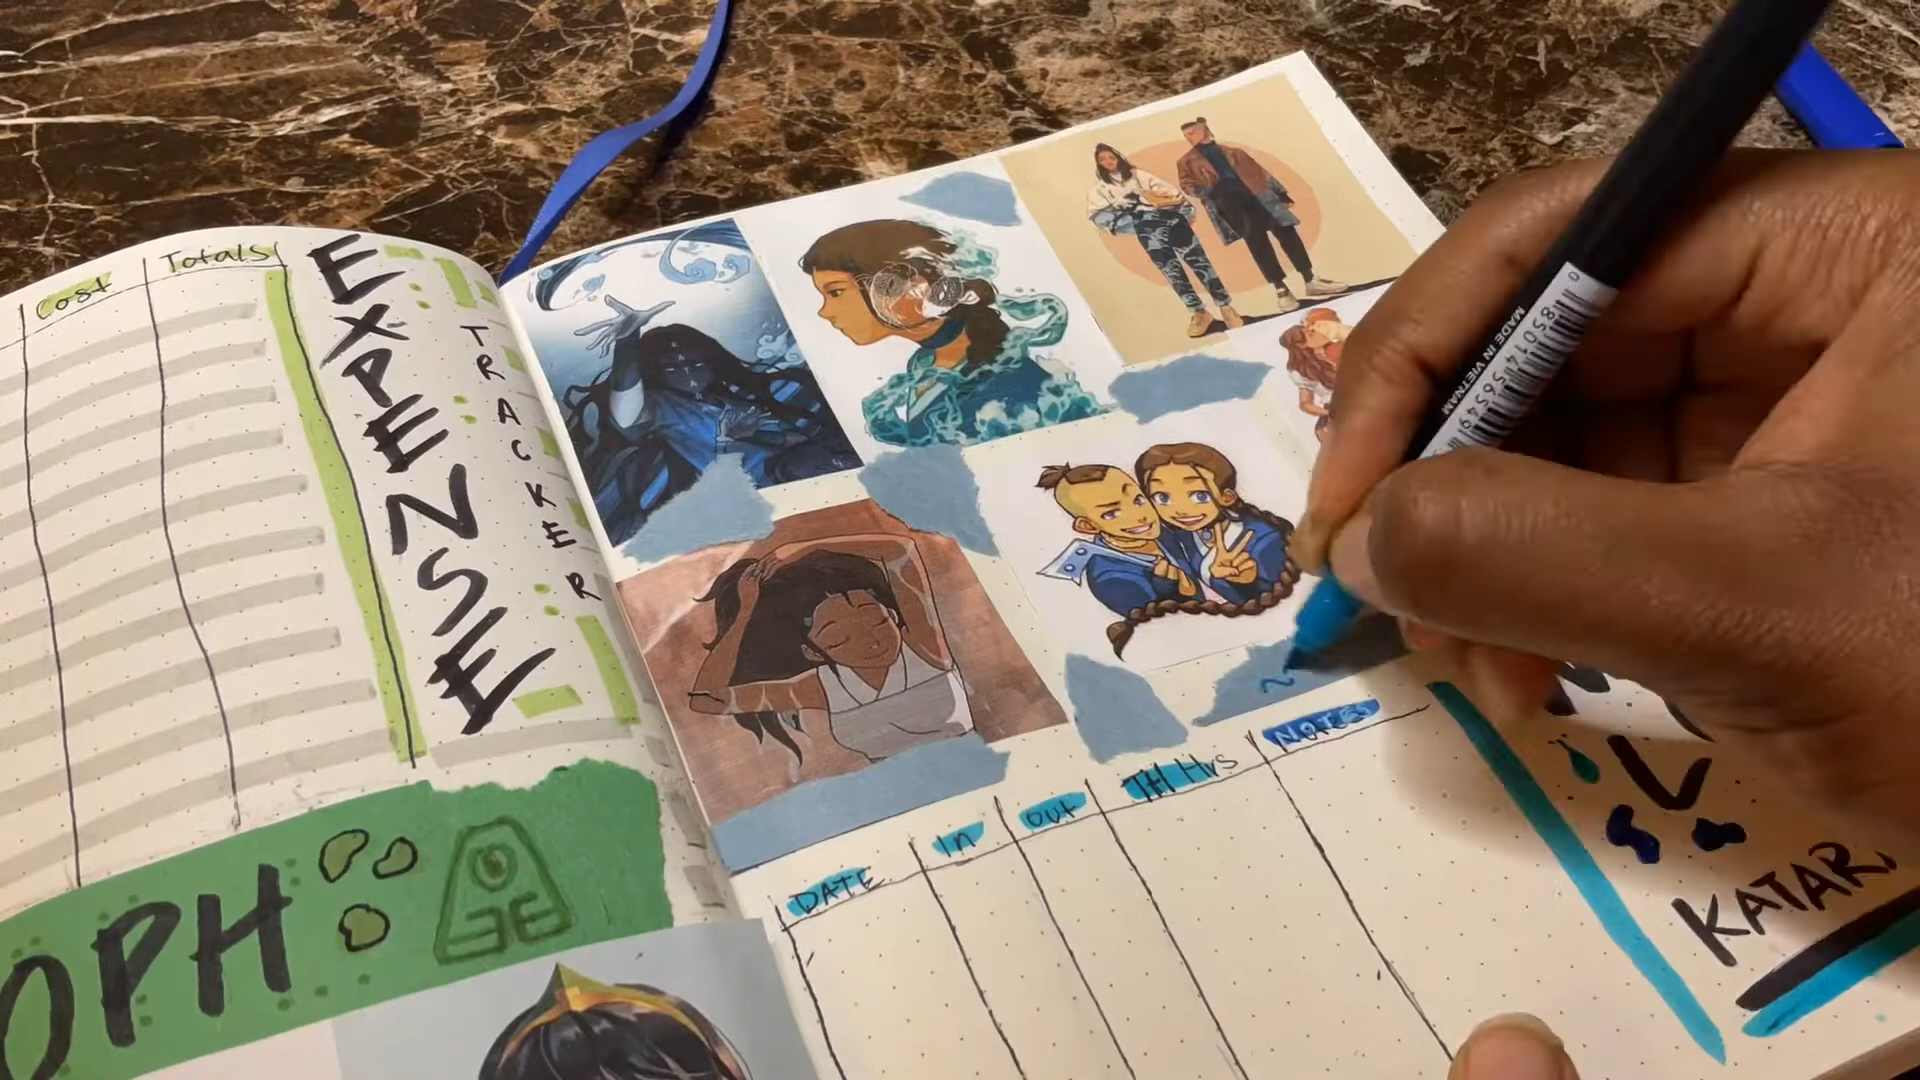 Cost
Totals
EXPENSE
TRACKER
OPH
DATE
In
Out
Ttl Hrs
NOTES
KATAR
MADE IN VIETNAM